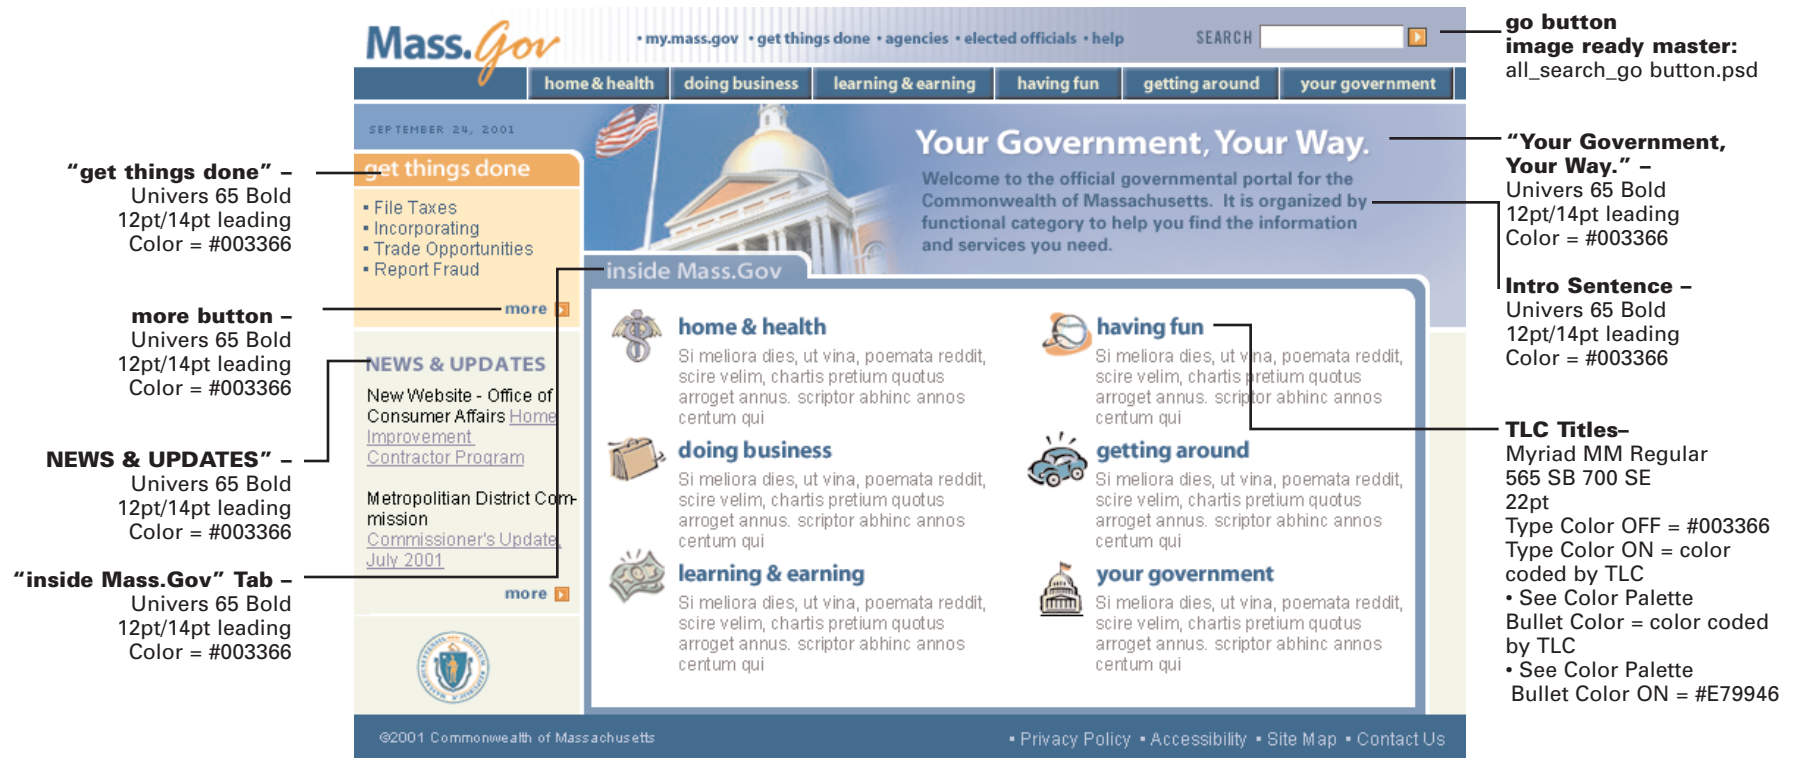 Mass.Gov
• my.mass.gov • get things done • agencies • elected officials • help
SEARCH
home & health doing business learning & earning having fun getting around your government
SEPTEMBER 24, 2001
get things done
▪ File Taxes
▪ Incorporating
▪ Trade Opportunities
▪ Report Fraud
more
NEWS & UPDATES
New Website - Office of
Consumer Affairs Home
Improvement
Contractor Program
Metropolitian District Com-
mission
Commissioner's Update,
July 2001
more
Your Government, Your Way.
Welcome to the official governmental portal for the
Commonwealth of Massachusetts. It is organized by
functional category to help you find the information
and services you need.
inside Mass.Gov
home & health
Si meliora dies, ut vina, poemata reddit,
scire velim, chartis pretium quotus
arroget annus. scriptor abhinc annos
centum qui
doing business
Si meliora dies, ut vina, poemata reddit,
scire velim, chartis pretium quotus
arroget annus. scriptor abhinc annos
centum qui
learning & earning
Si meliora dies, ut vina, poemata reddit,
scire velim, chartis pretium quotus
arroget annus. scriptor abhinc annos
centum qui
having fun
Si meliora dies, ut vina, poemata reddit,
scire velim, chartis pretium quotus
arroget annus. scriptor abhinc annos
centum qui
getting around
Si meliora dies, ut vina, poemata reddit,
scire velim, chartis pretium quotus
arroget annus. scriptor abhinc annos
centum qui
your government
Si meliora dies, ut vina, poemata reddit,
scire velim, chartis pretium quotus
arroget annus. scriptor abhinc annos
centum qui
©2001 Commonwealth of Massachusetts
▪ Privacy Policy ▪ Accessibility ▪ Site Map ▪ Contact Us
“get things done” –
Univers 65 Bold
12pt/14pt leading
Color = #003366
more button –
Univers 65 Bold
12pt/14pt leading
Color = #003366
NEWS & UPDATES” –
Univers 65 Bold
12pt/14pt leading
Color = #003366
“inside Mass.Gov” Tab –
Univers 65 Bold
12pt/14pt leading
Color = #003366
go button
image ready master:
all_search_go button.psd
“Your Government,
Your Way.” –
Univers 65 Bold
12pt/14pt leading
Color = #003366
Intro Sentence –
Univers 65 Bold
12pt/14pt leading
Color = #003366
TLC Titles–
Myriad MM Regular
565 SB 700 SE
22pt
Type Color OFF = #003366
Type Color ON = color
coded by TLC
• See Color Palette
Bullet Color = color coded
by TLC
• See Color Palette
Bullet Color ON = #E79946